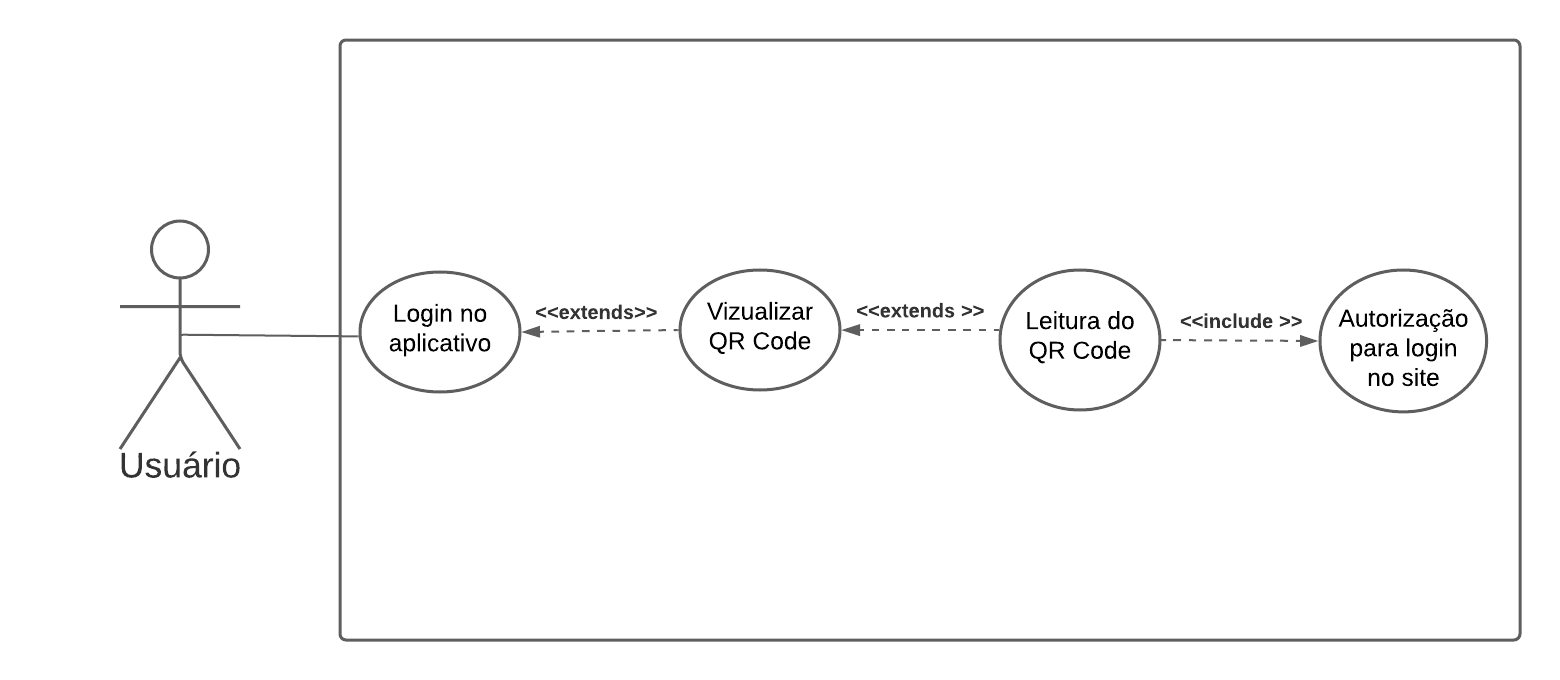 Login no
aplicativo
<<extends>>
Vizualizar
QR Code
<<extends >>
Leitura do
QR Code
<<include >>
Autorização
para login
no site
Usuário